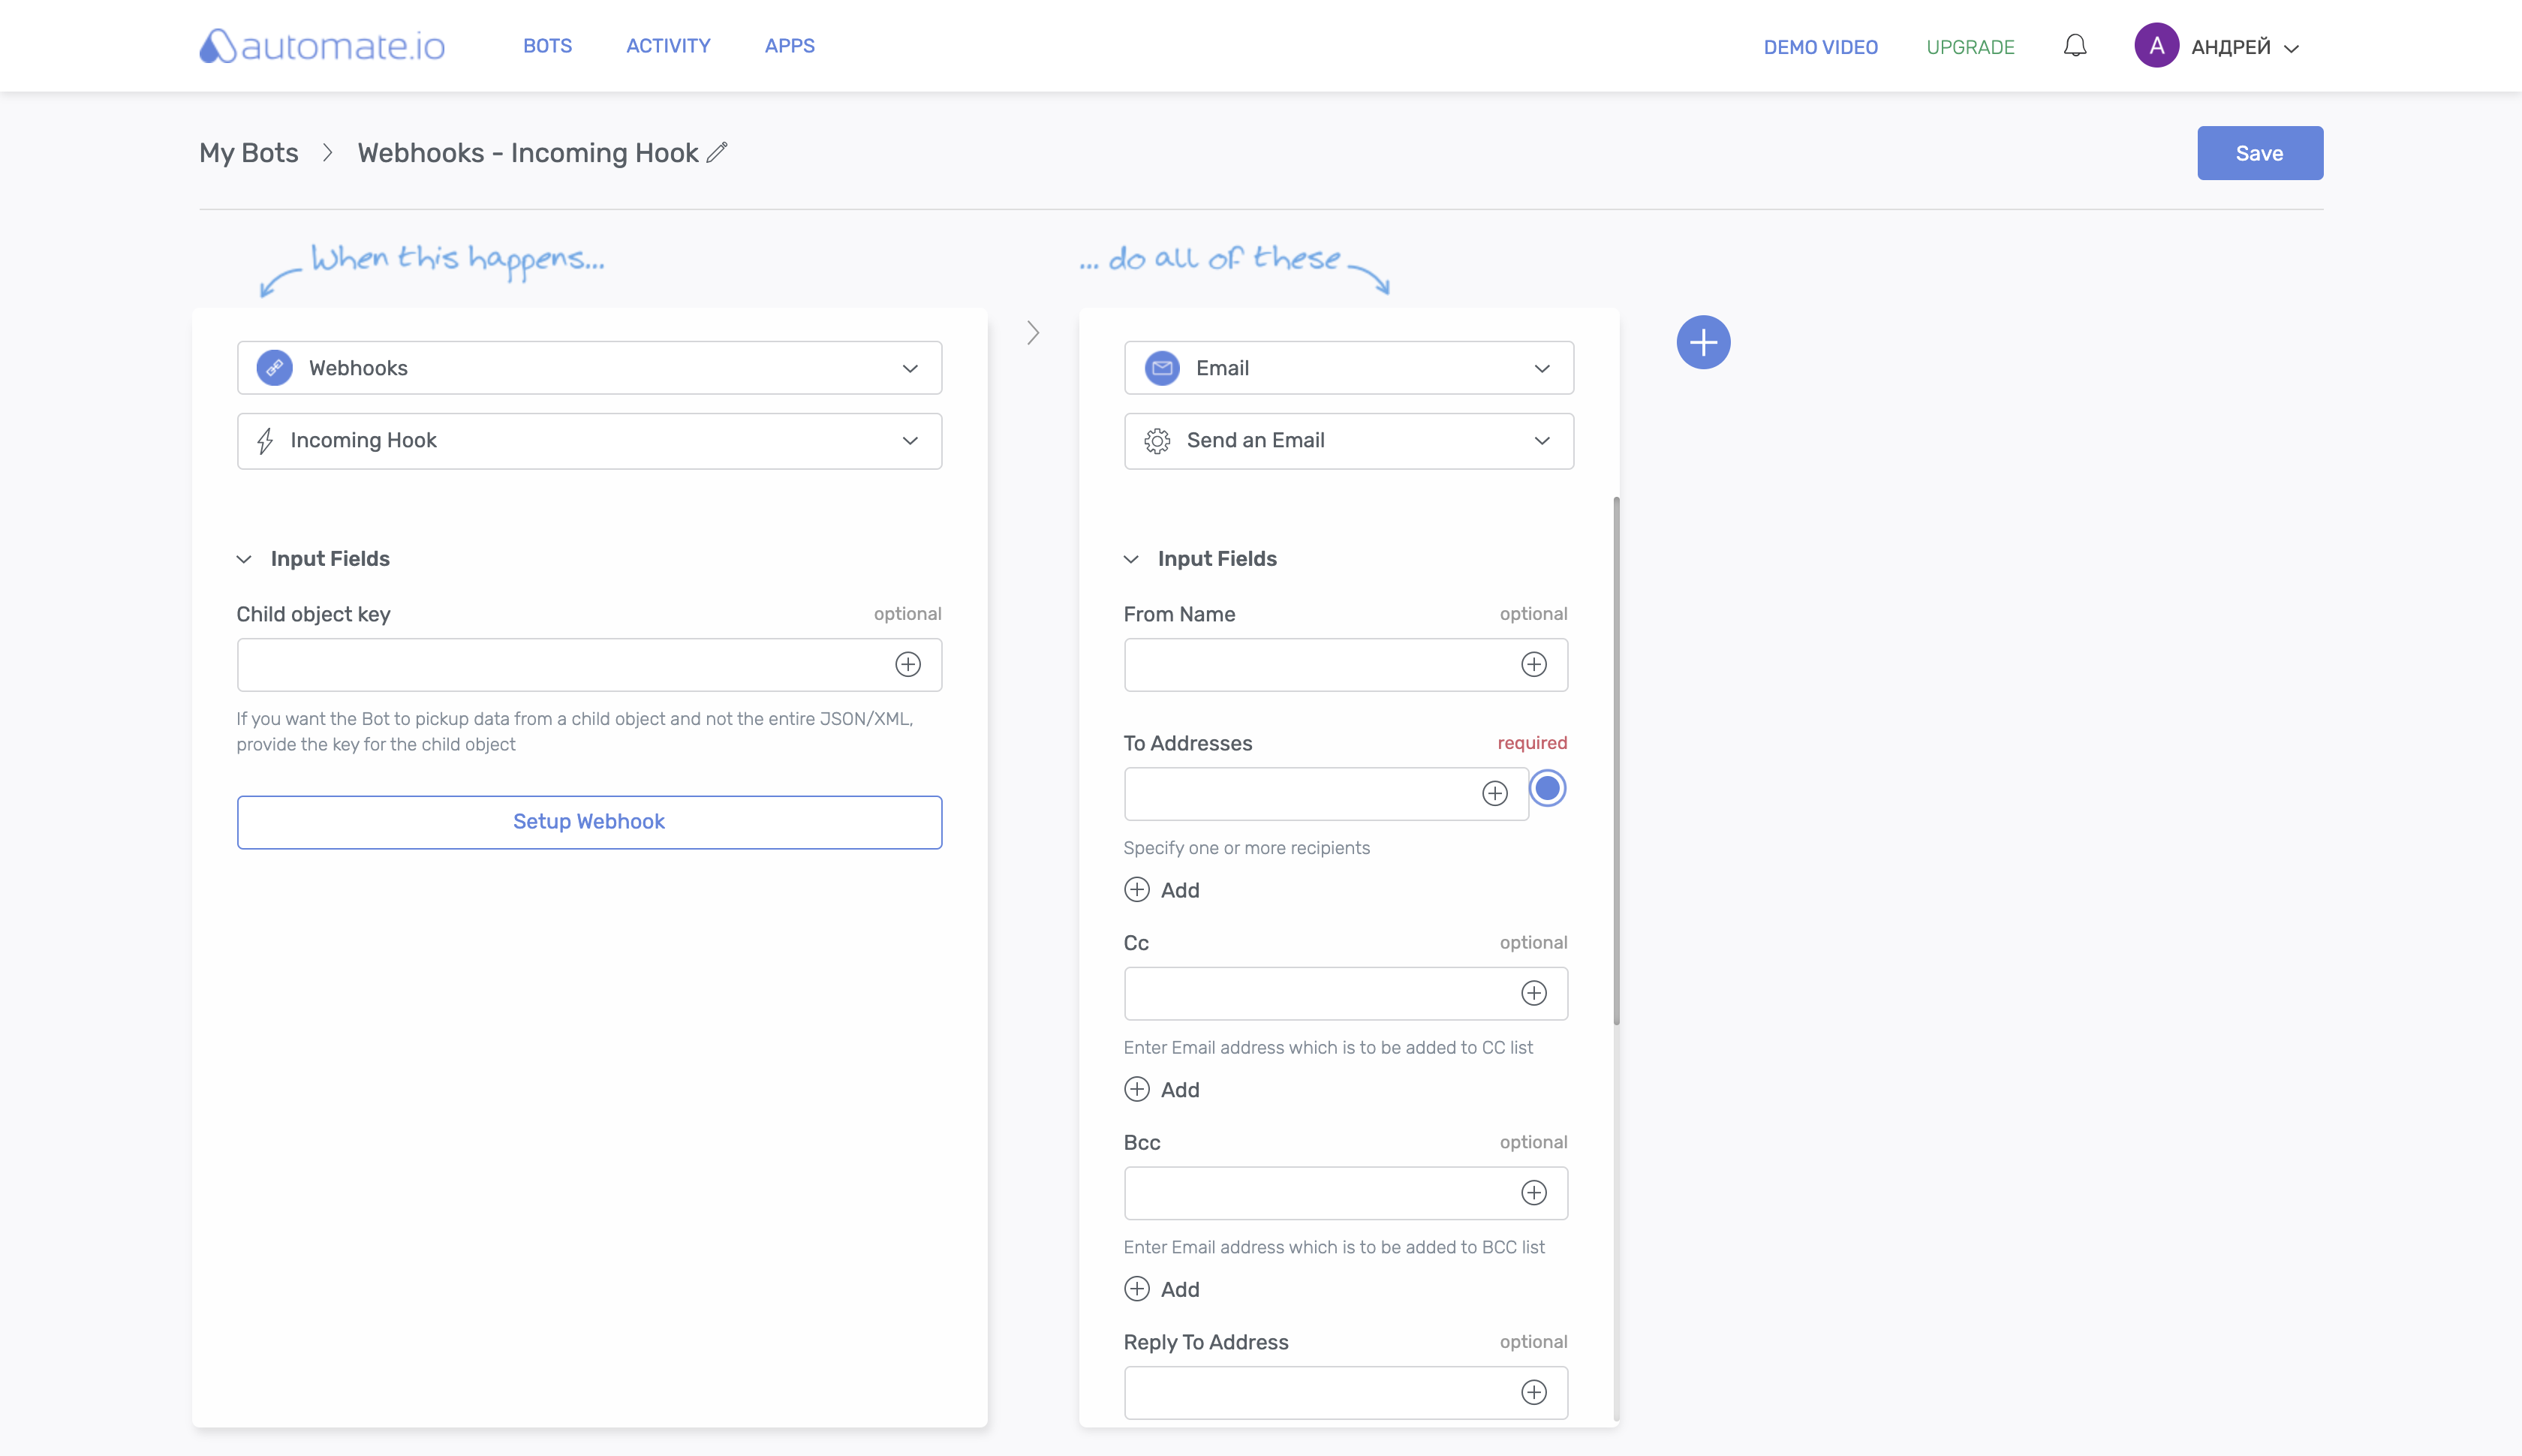 automate.io
BOTS
ACTIVITY
APPS
DEMO VIDEO
UPGRADE
A
АНДРЕЙ
My Bots
Webhooks - Incoming Hook
Save
When this happens...
... do all of these
Webhooks
Incoming Hook
Input Fields
Child object key
optional
If you want the Bot to pickup data from a child object and not the entire JSON/XML,
provide the key for the child object
Setup Webhook
Email
Send an Email
Input Fields
From Name
optional
To Addresses
required
Specify one or more recipients
Add
Cc
optional
Enter Email address which is to be added to CC list
Add
Bcc
optional
Enter Email address which is to be added to BCC list
Add
Reply To Address
optional